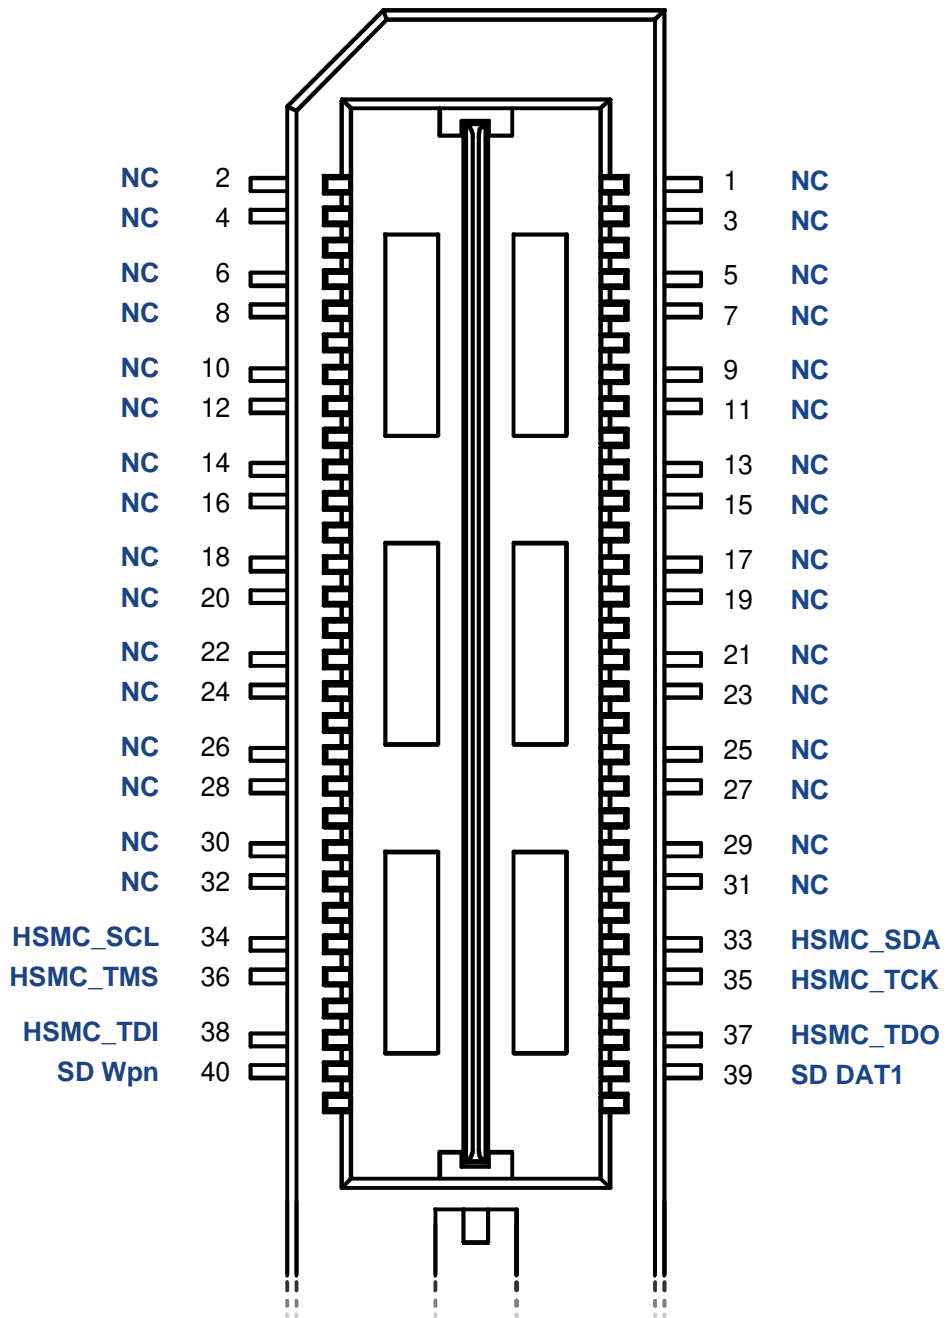 NC 2 1 NC
NC 4 3 NC
NC 6 5 NC
NC 8 7 NC
NC 10 9 NC
NC 12 11 NC
NC 14 13 NC
NC 16 15 NC
NC 18 17 NC
NC 20 19 NC
NC 22 21 NC
NC 24 23 NC
NC 26 25 NC
NC 28 27 NC
NC 30 29 NC
NC 32 31 NC
HSMC_SCL 34 33 HSMC_SDA
HSMC_TMS 36 35 HSMC_TCK
HSMC_TDI 38 37 HSMC_TDO
SD Wpn 40 39 SD DAT1